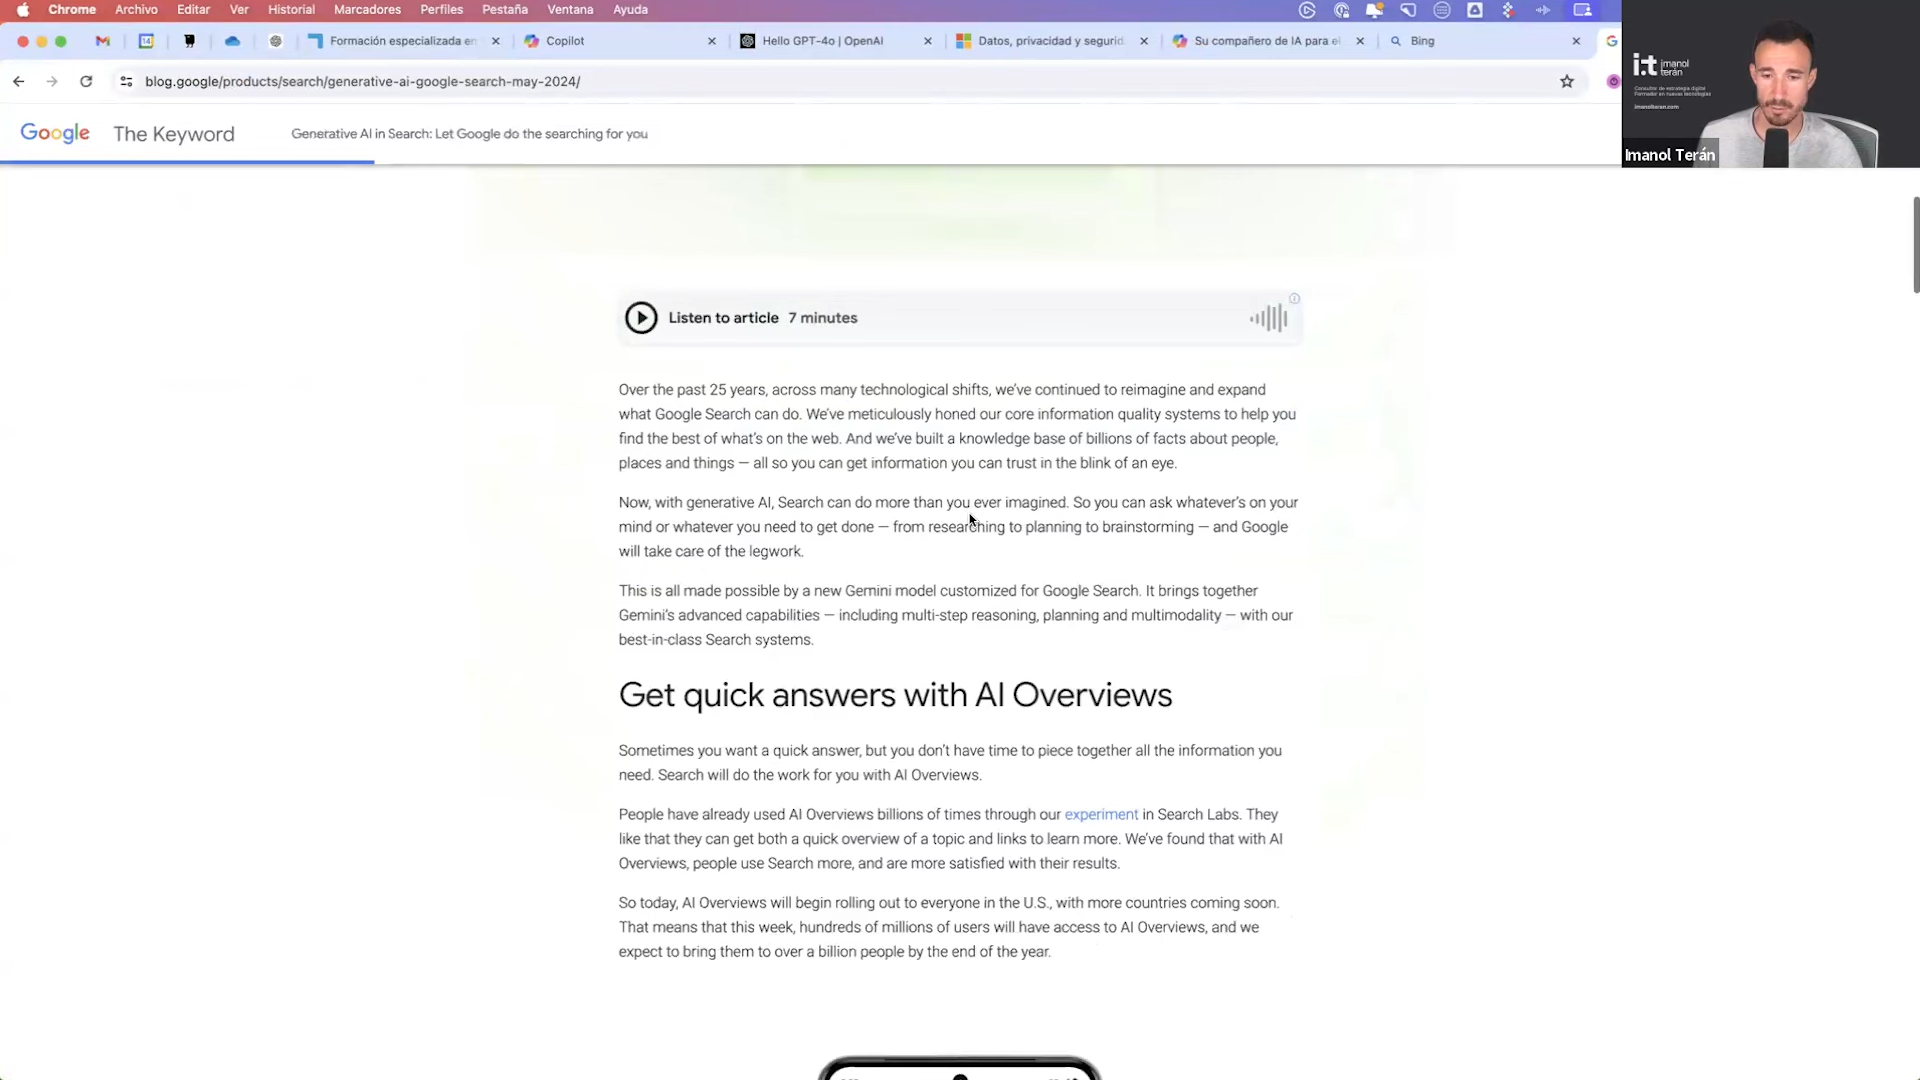 Chrome Archivo Editar Ver Historial Marcadores Perfiles Pestaña Ventana Ayuda
Formación especializada en
Copilot
Hello GPT-4o | OpenAI
Datos, privacidad y segurid
Su compañero de IA para el
Bing
blog.google/products/search/generative-ai-google-search-may-2024/
Google The Keyword
Generative AI in Search: Let Google do the searching for you
i.t imanol
terán
Consultor de estrategia digital
Formador en nuevas tecnologías
imanolteran.com
Imanol Terán
Listen to article 7 minutes
Over the past 25 years, across many technological shifts, we’ve continued to reimagine and expand
what Google Search can do. We’ve meticulously honed our core information quality systems to help you
find the best of what’s on the web. And we’ve built a knowledge base of billions of facts about people,
places and things — all so you can get information you can trust in the blink of an eye.
Now, with generative AI, Search can do more than you ever imagined. So you can ask whatever’s on your
mind or whatever you need to get done — from researching to planning to brainstorming — and Google
will take care of the legwork.
This is all made possible by a new Gemini model customized for Google Search. It brings together
Gemini’s advanced capabilities — including multi-step reasoning, planning and multimodality — with our
best-in-class Search systems.
Get quick answers with AI Overviews
Sometimes you want a quick answer, but you don’t have time to piece together all the information you
need. Search will do the work for you with AI Overviews.
People have already used AI Overviews billions of times through our experiment in Search Labs. They
like that they can get both a quick overview of a topic and links to learn more. We’ve found that with AI
Overviews, people use Search more, and are more satisfied with their results.
So today, AI Overviews will begin rolling out to everyone in the U.S., with more countries coming soon.
That means that this week, hundreds of millions of users will have access to AI Overviews, and we
expect to bring them to over a billion people by the end of the year.